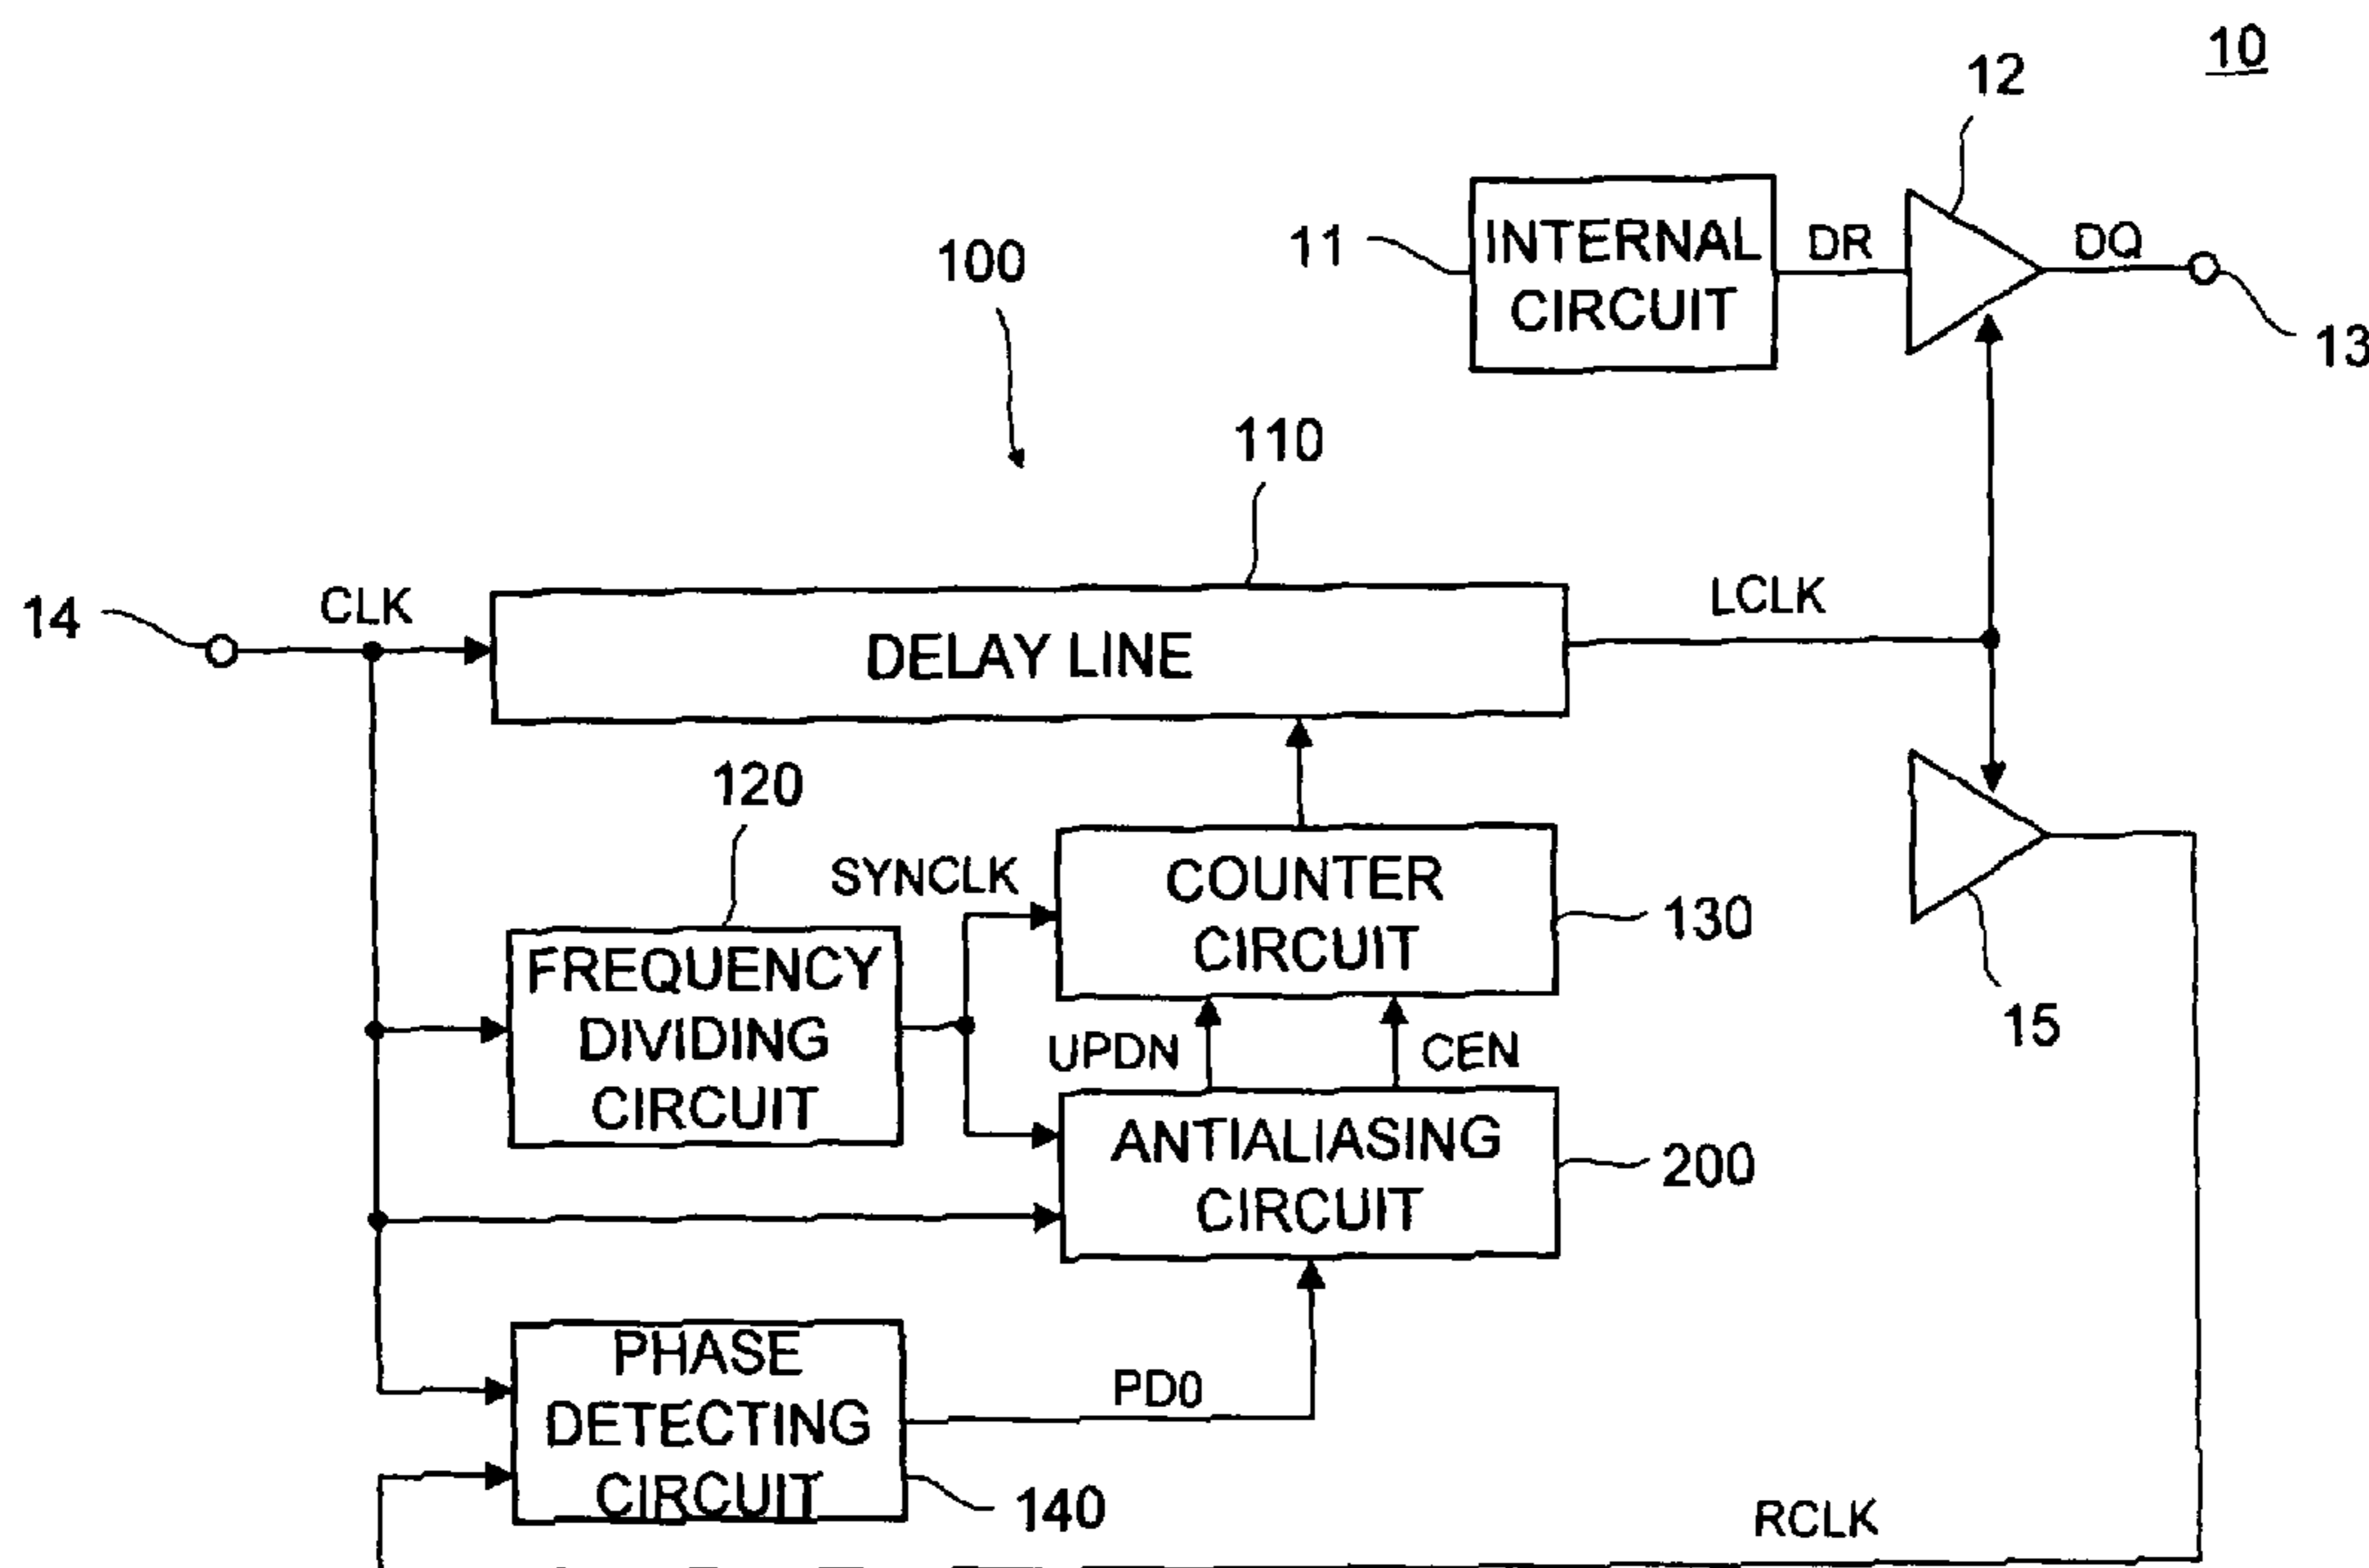 10
12
INTERNAL
CIRCUIT
11
DR
DQ
13
100
110
14
CLK
DELAY LINE
LCLK
120
SYNCLK
COUNTER
CIRCUIT
130
FREQUENCY
DIVIDING
CIRCUIT
15
UPDN
CEN
ANTIALIASING
CIRCUIT
200
PHASE
DETECTING
CIRCUIT
PD0
140
RCLK